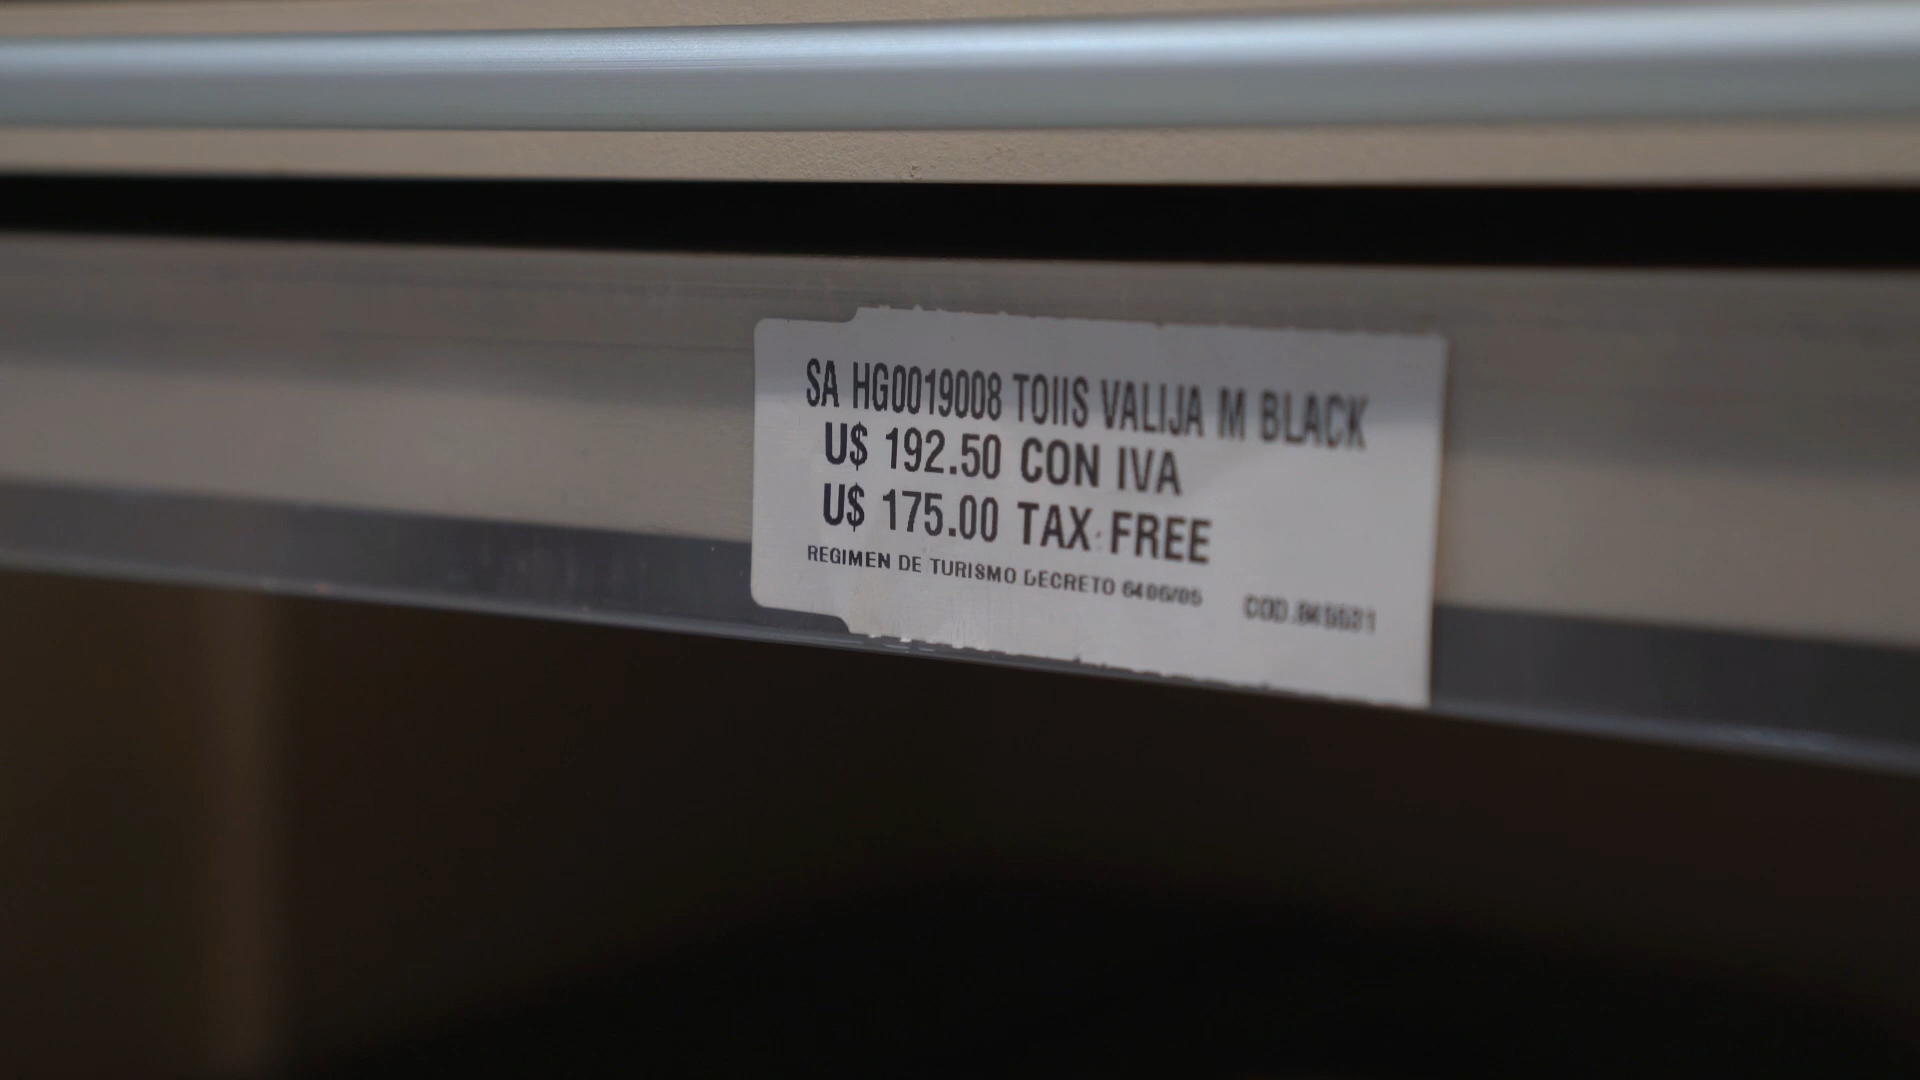 SA HG0019008 TOIIS VALIJA M BLACK
U$ 192.50 CON IVA
U$ 175.00 TAX FREE
REGIMEN DE TURISMO DECRETO 6406/05 COD.